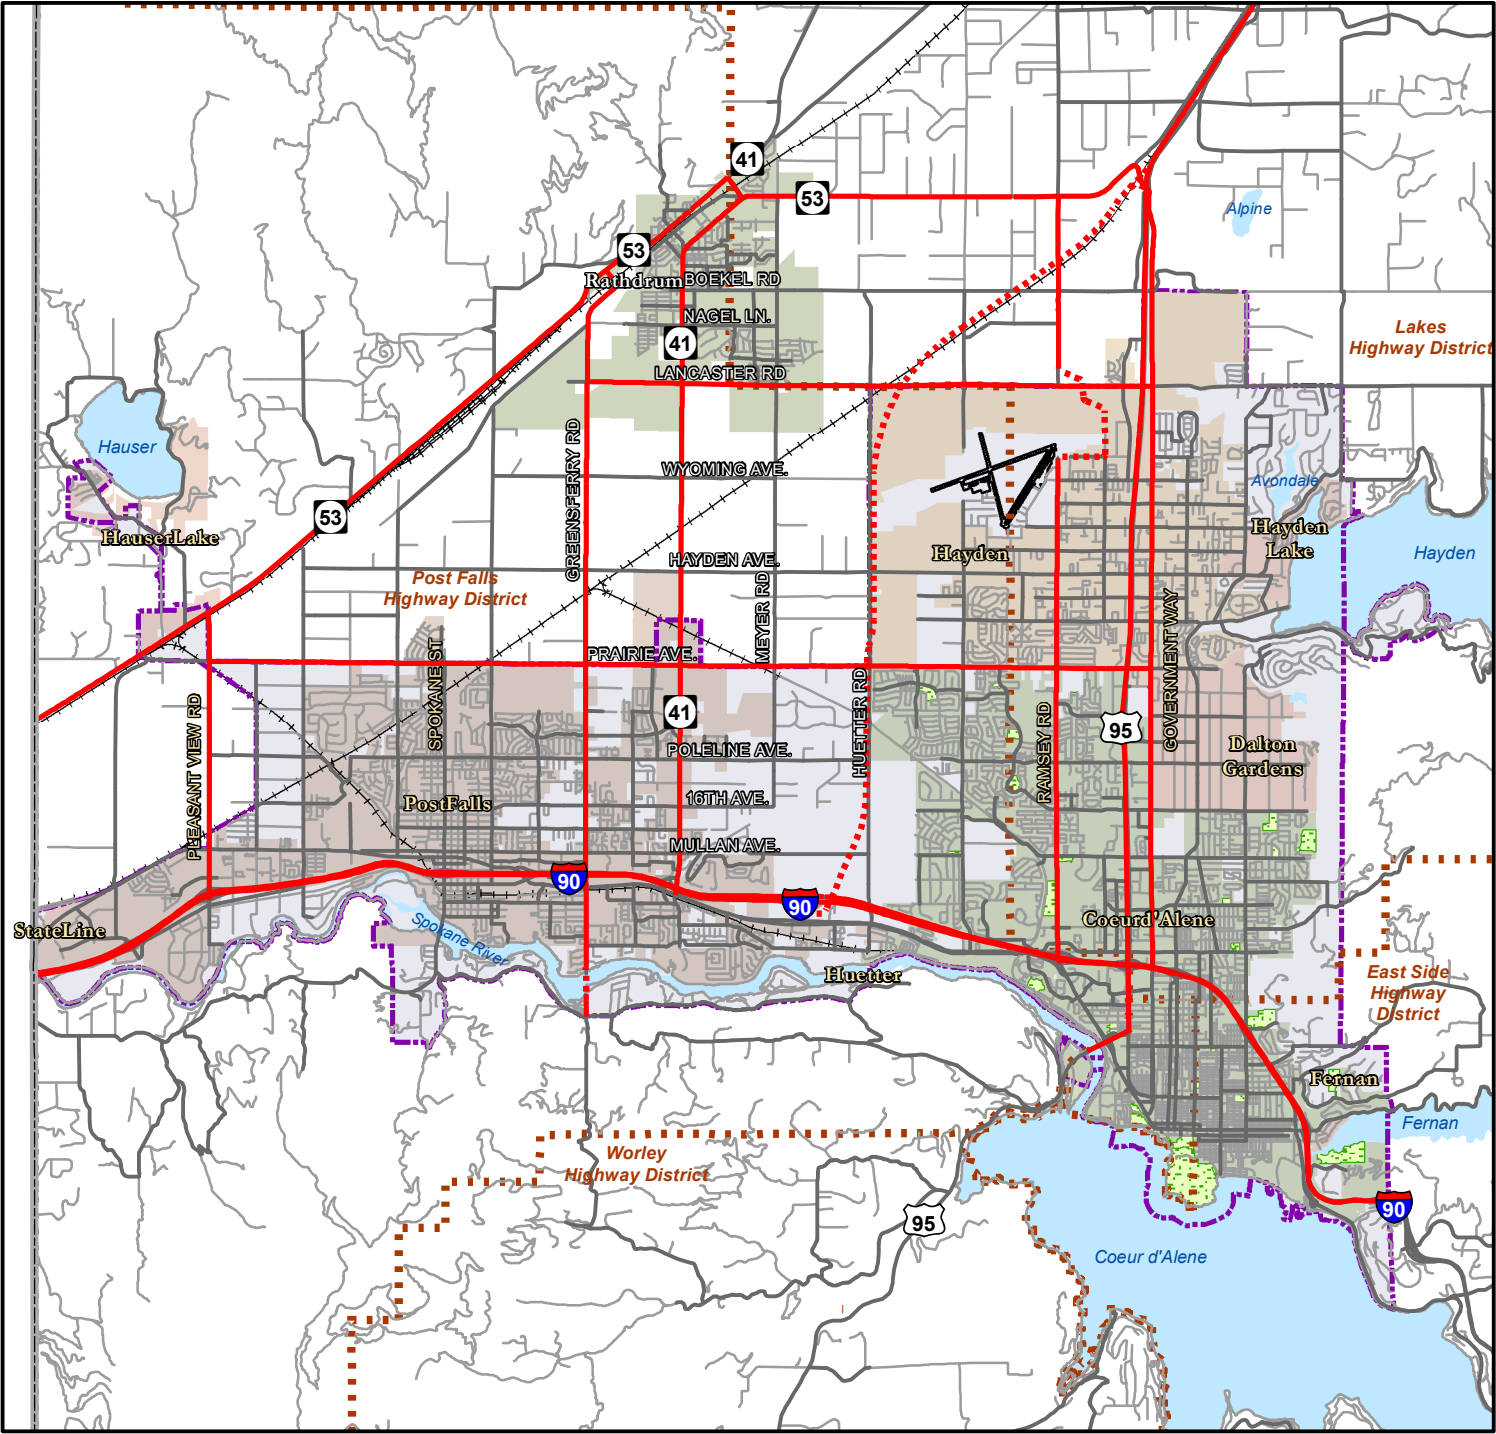 41
53
Alpine
53
Rathdrum
BOEKEL RD
NAGEL LN.
Lakes
Highway District
41
LANCASTER RD
Hauser
GREENSFERRY RD
WYOMING AVE.
Avondale
53
HauserLake
Hayden
Lake
Hayden
Hayden
HAYDEN AVE.
Post Falls
Highway District
MEYER RD
GOVERNMENT WAY
SPOKANE ST
PRAIRIE AVE.
HUETTER RD
PLEASANT VIEW RD
41
RAMSEY RD
95
POLELINE AVE.
Dalton
Gardens
PostFalls
16TH AVE.
MULLAN AVE.
90
90
StateLine
Spokane River
Coeurd'Alene
Huetter
East Side
Highway
District
Fernan
Fernan
Worley
Highway District
95
90
Coeur d'Alene